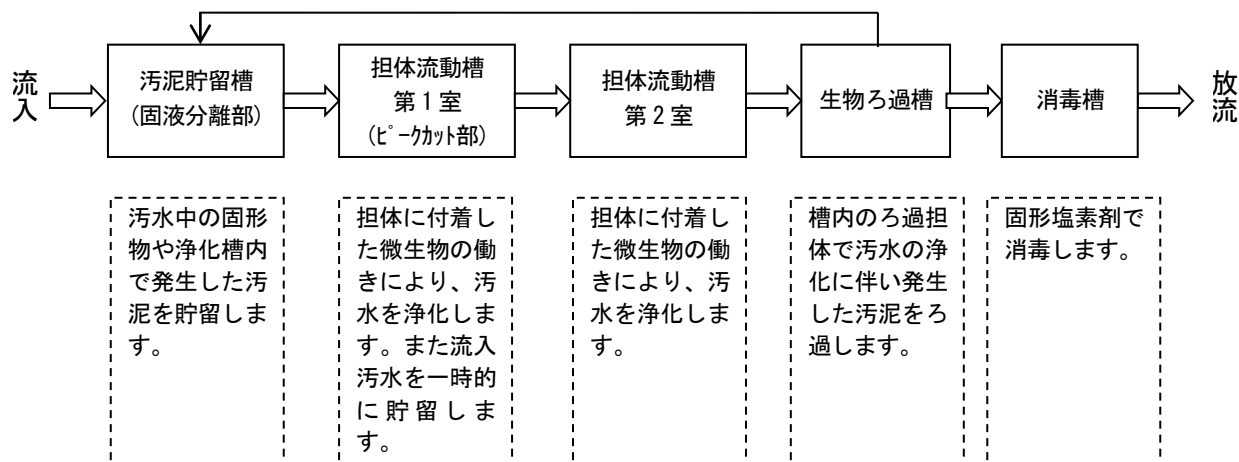 流入
汚泥貯留槽
(固液分離部)
担体流動槽
第1室
(ﾋﾟｰｸｶｯﾄ部)
担体流動槽
第2室
生物ろ過槽
消毒槽
放流
汚水中の固形
物や浄化槽内
で発生した汚
泥を貯留しま
す。
担体に付着し
た微生物の働
きにより、汚
水を浄化しま
す。また流入
汚水を一時的
に貯留しま
す。
担体に付着し
た微生物の働
きにより、汚
水を浄化しま
す。
槽内のろ過担
体で汚水の浄
化に伴い発生
した汚泥をろ
過します。
固形塩素剤で
消毒します。